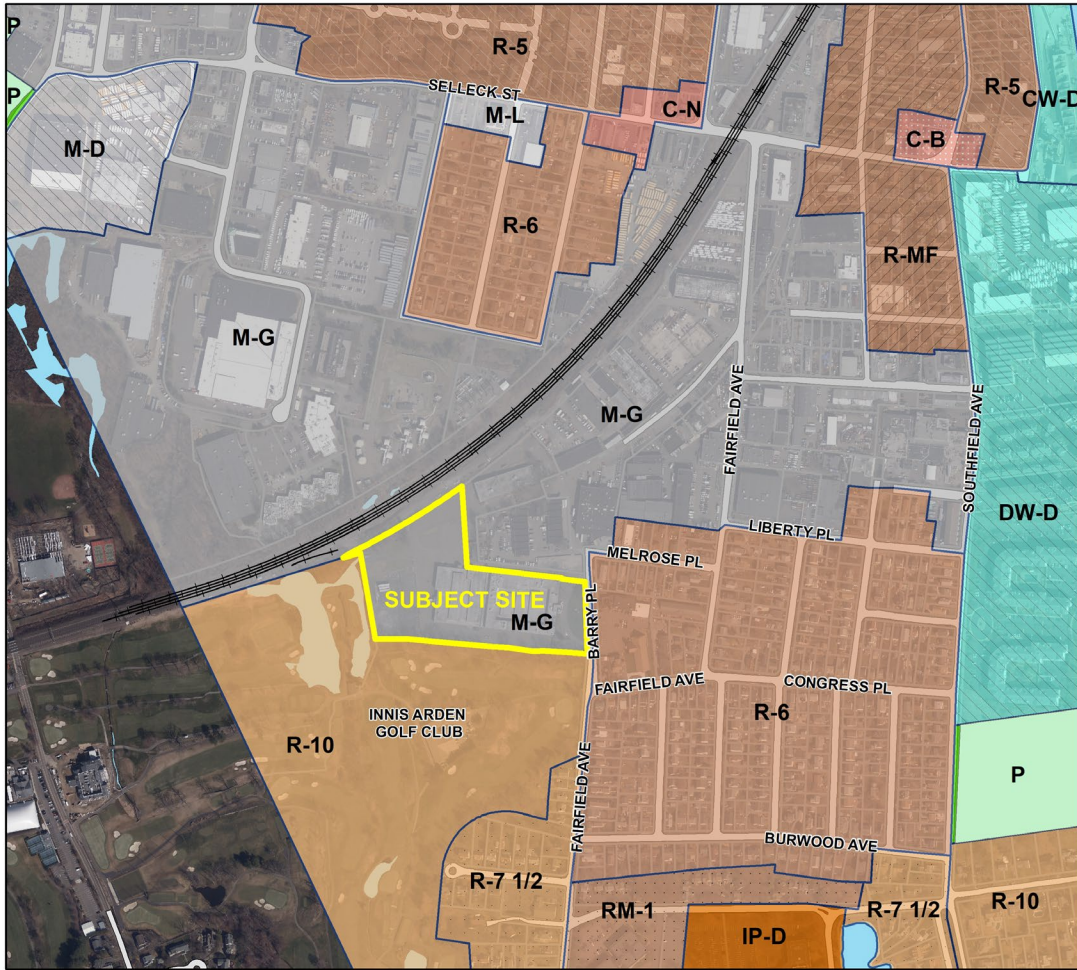 P
R-5
R-5
CW-D
P
SELLECK ST
M-L
C-N
C-B
M-D
R-6
R-MF
M-G
M-G
FAIRFIELD AVE
SOUTHFIELD AVE
DW-D
LIBERTY PL
MELROSE PL
SUBJECT SITE
M-G
BARRY PL
FAIRFIELD AVE
CONGRESS PL
R-6
INNIS ARDEN
GOLF CLUB
R-10
P
FAIRFIELD AVE
BURWOOD AVE
R-7 1/2
RM-1
R-7 1/2
R-10
IP-D